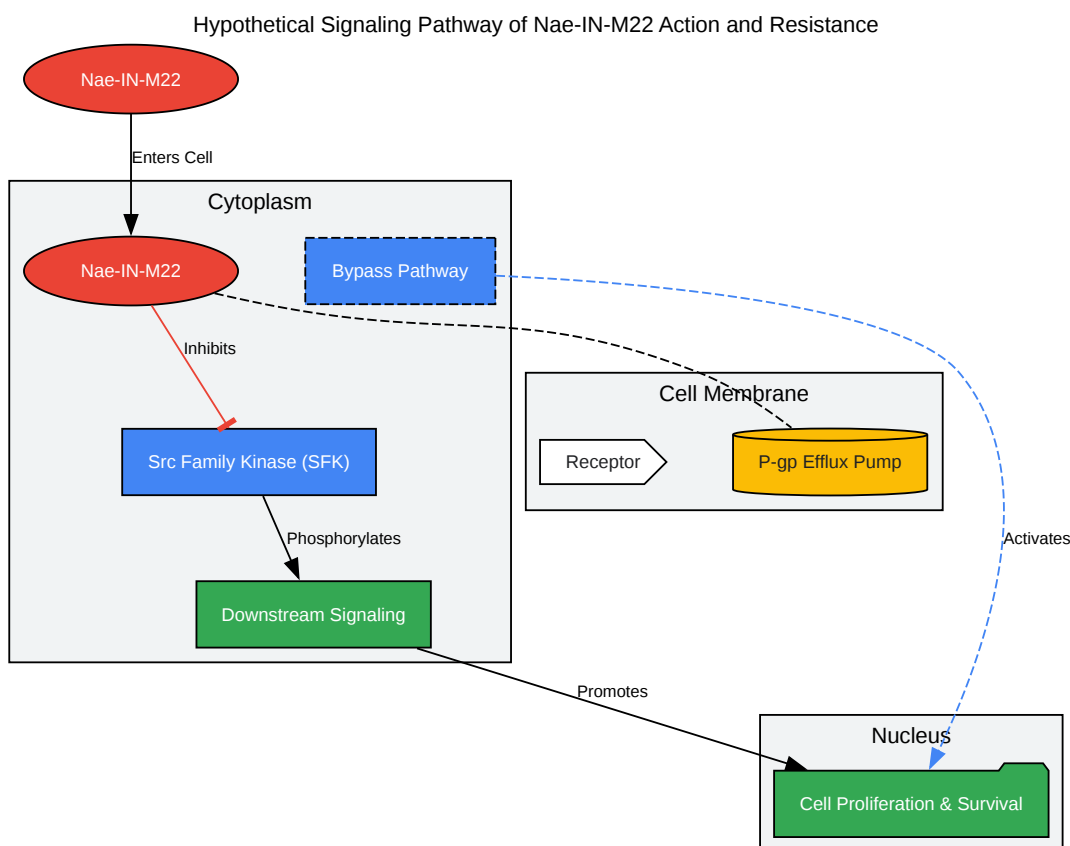 Hypothetical Signaling Pathway of Nae-IN-M22 Action and Resistance
Nae-IN-M22
Enters Cell
Cytoplasm
Nae-IN-M22
Bypass Pathway
Inhibits
Cell Membrane
Src Family Kinase (SFK)
Receptor
P-gp Efflux Pump
Phosphorylates
Activates
Downstream Signaling
Promotes
Nucleus
Cell Proliferation & Survival